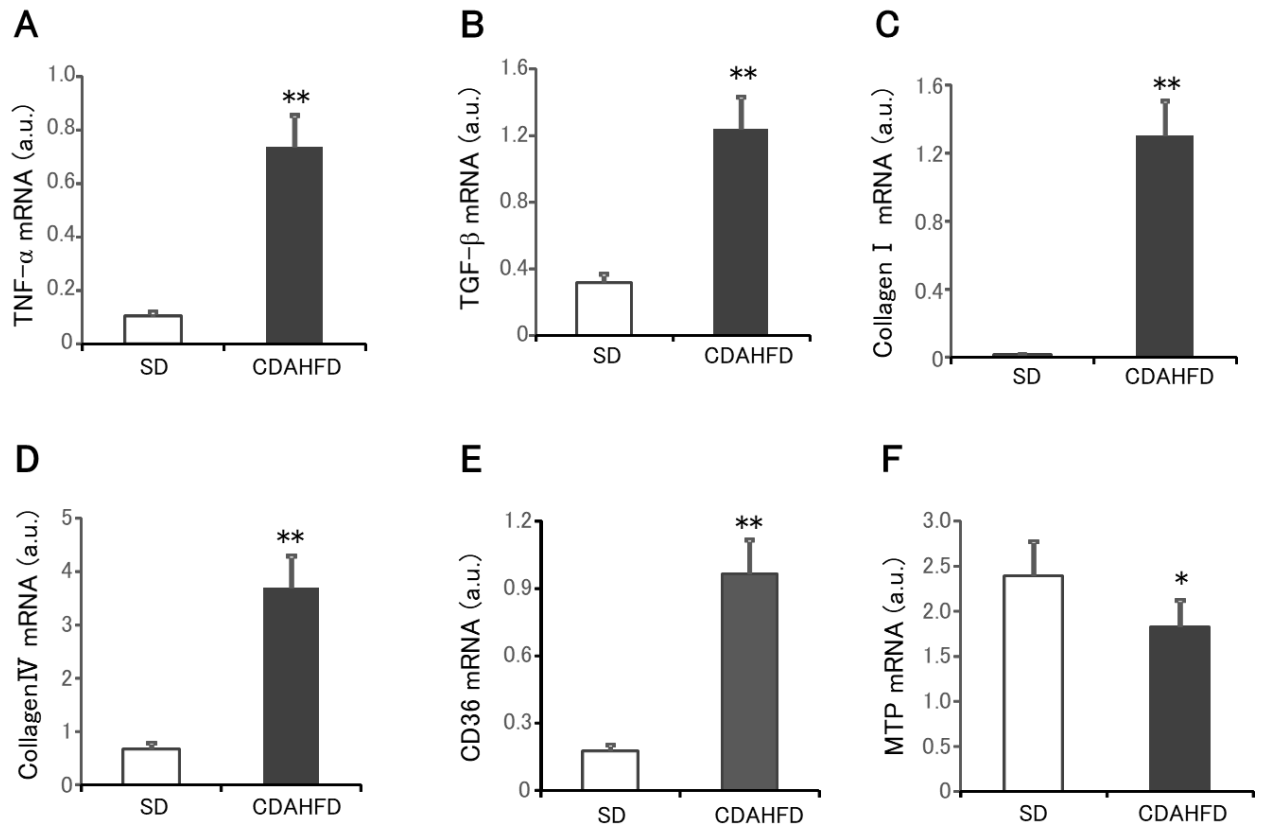 A
TNF-α mRNA (a.u.)
1.0
0.8
0.6
0.4
0.2
0
**
SD
CDAHFD
B
TGF-β mRNA (a.u.)
1.6
1.2
0.8
0.4
0
**
SD
CDAHFD
C
Collagen Ⅰ mRNA (a.u.)
1.6
1.2
0.8
0.4
0
**
SD
CDAHFD
D
CollagenⅣ mRNA (a.u.)
5
4
3
2
1
0
**
SD
CDAHFD
E
CD36 mRNA (a.u.)
1.2
0.9
0.6
0.3
0
**
SD
CDAHFD
F
MTP mRNA (a.u.)
3.0
2.5
2.0
1.5
1.0
0.5
0
*
SD
CDAHFD